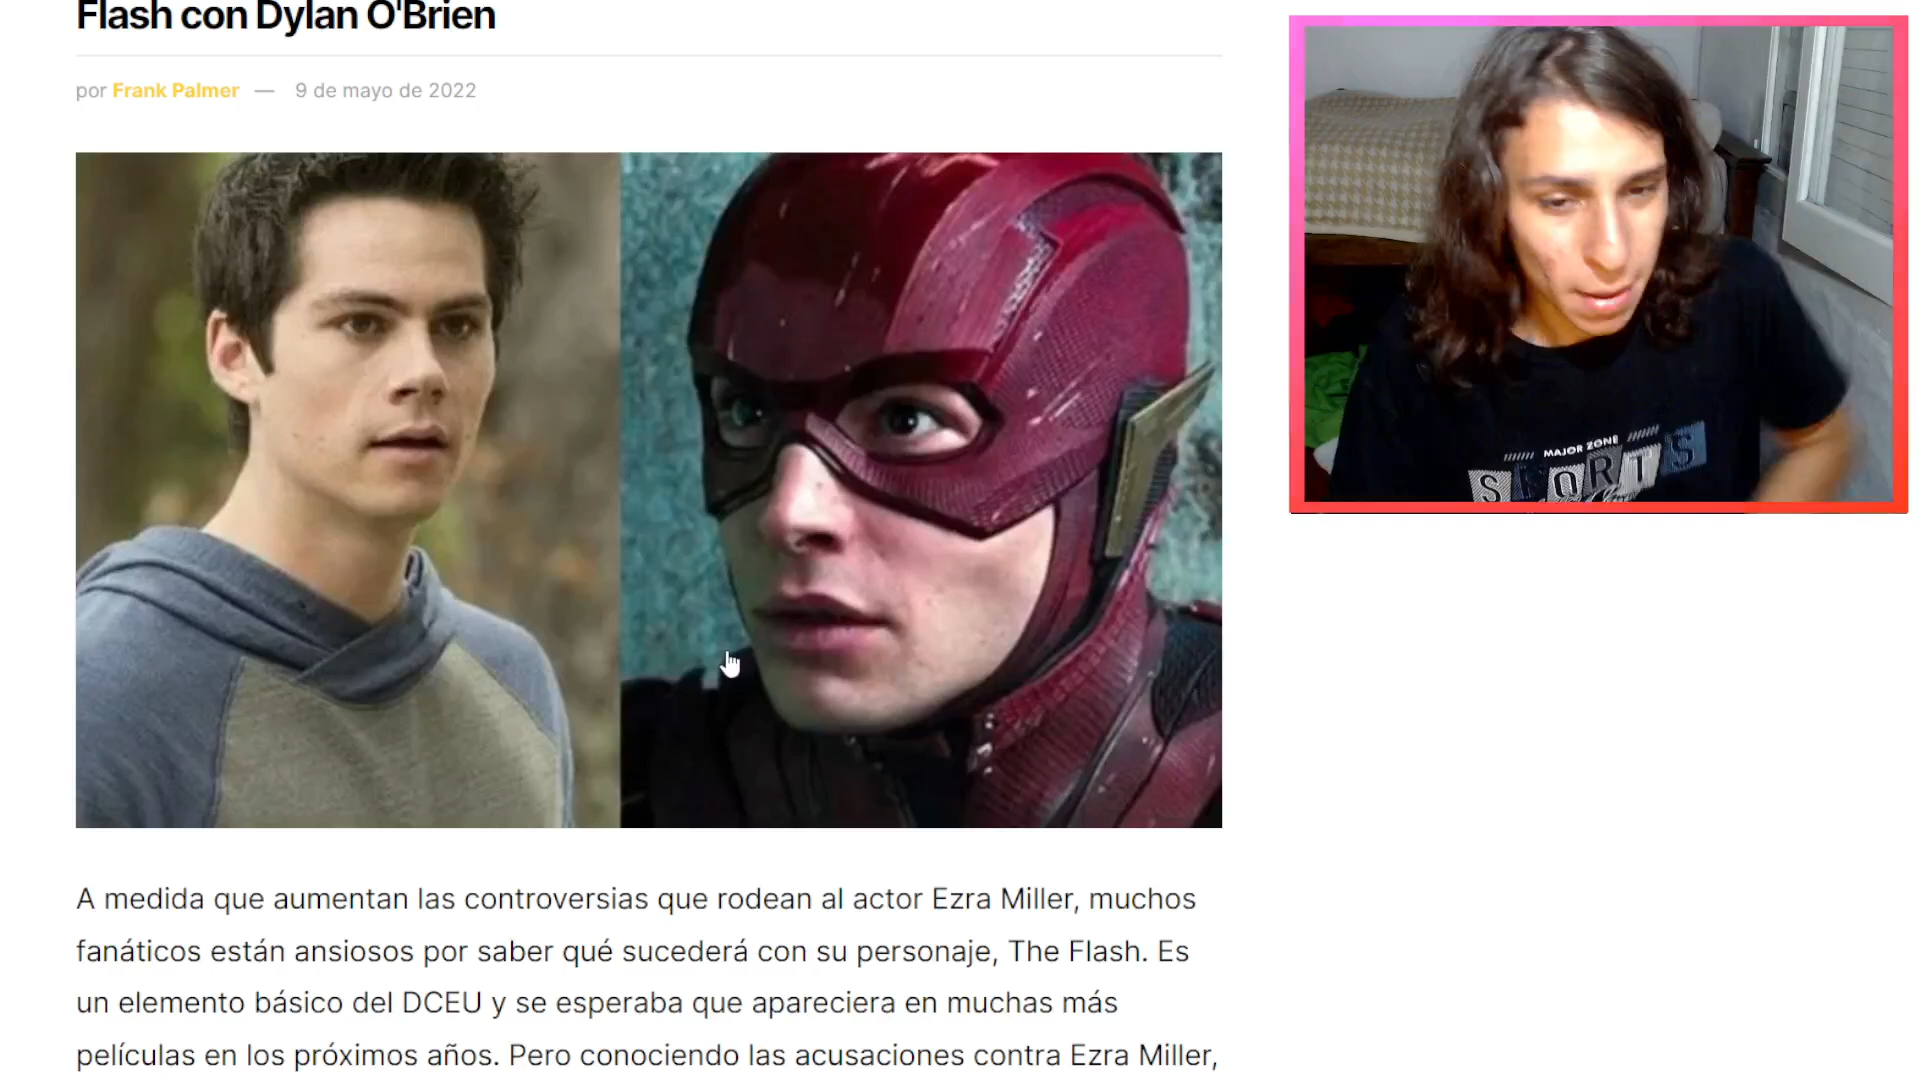 Flash con Dylan O'Brien
por Frank Palmer — 9 de mayo de 2022
MAJOR ZONE
SPORTS
A medida que aumentan las controversias que rodean al actor Ezra Miller, muchos
fanáticos están ansiosos por saber qué sucederá con su personaje, The Flash. Es
un elemento básico del DCEU y se esperaba que apareciera en muchas más
películas en los próximos años. Pero conociendo las acusaciones contra Ezra Miller,